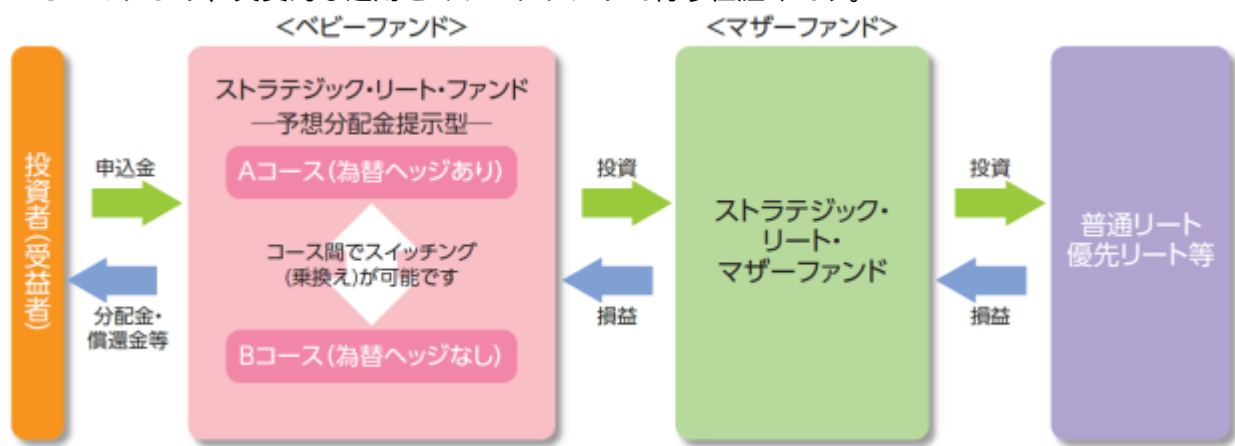 <ベビーファンド>
<マザーファンド>
投資者(受益者)
申込金
分配金・
償還金等
ストラテジック・リート・ファンド
―予想分配金提示型―
Aコース(為替ヘッジあり)
コース間でスイッチング
(乗換え)が可能です
Bコース(為替ヘッジなし)
投資
損益
ストラテジック・
リート・
マザーファンド
投資
損益
普通リート
優先リート等